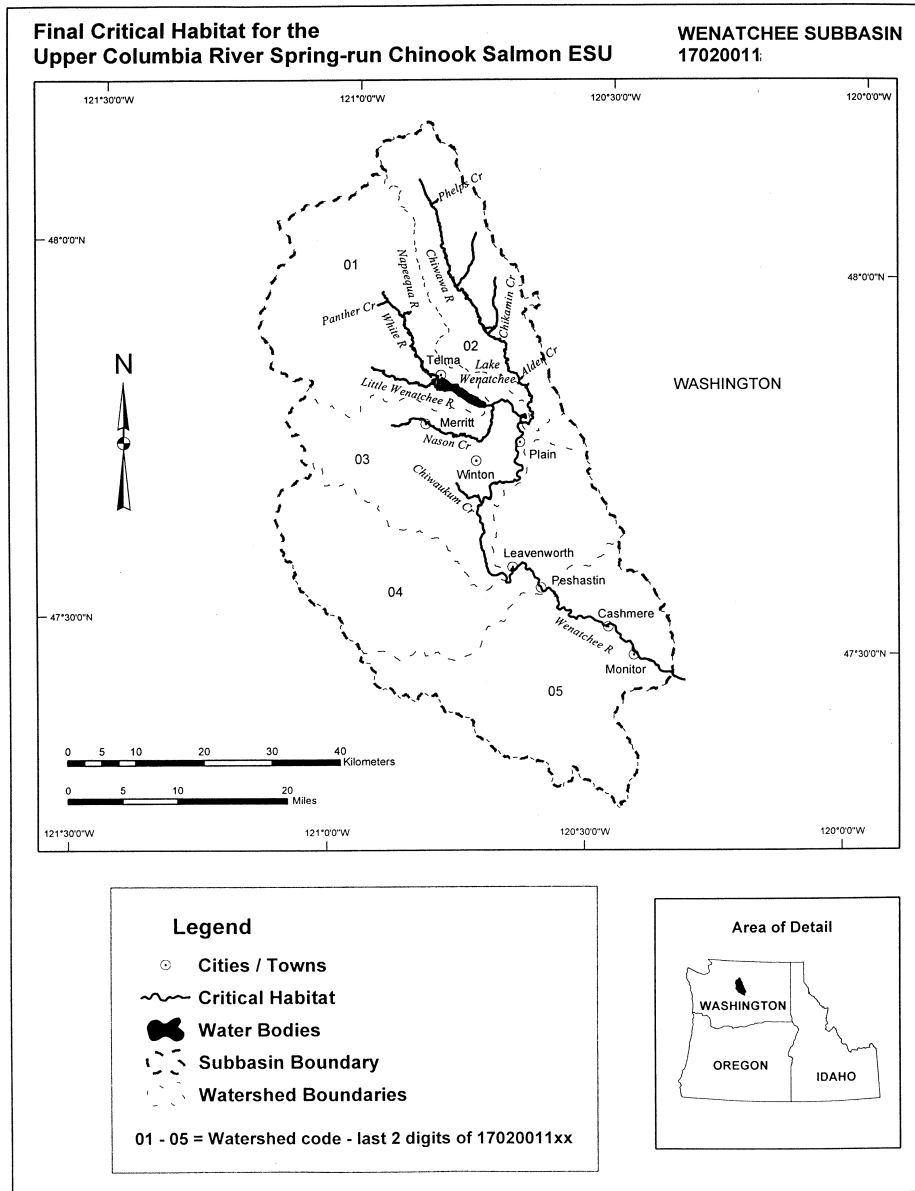 Final Critical Habitat for the
Upper Columbia River Spring-run Chinook Salmon ESU
WENATCHEE SUBBASIN
17020011
121°30'0"W
121°0'0"W
120°30'0"W
120°0'0"W
48°0'0"N
48°0'0"N
47°30'0"N
47°30'0"N
Phelps Cr
01
Napeequa R
Chiwawa R
Panther Cr
White R
Chikamin Cr
02
Telma
Lake
Wenatchee
Alder Cr
N
WASHINGTON
Little Wenatchee R
Merritt
Nason Cr
Plain
03
Winton
Chiwaukum Cr
Leavenworth
Peshastin
04
Cashmere
Wenatchee R
Monitor
05
0 5 10 20 30 40
Kilometers
0 5 10 20
Miles
121°30'0"W
121°0'0"W
120°30'0"W
120°0'0"W
Legend
Cities / Towns
Critical Habitat
Water Bodies
Subbasin Boundary
Watershed Boundaries
01 - 05 = Watershed code - last 2 digits of 17020011xx
Area of Detail
WASHINGTON
OREGON
IDAHO